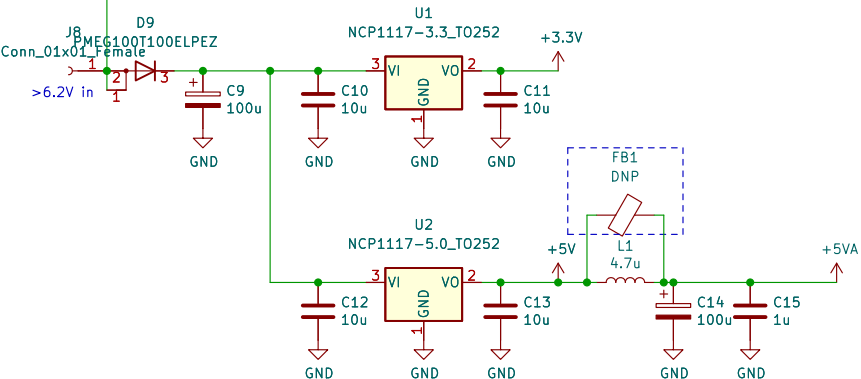 U1
NCP1117-3.3_TO252
D9
J8
PMEG100T100ELPEZ
Conn_01x01_Female
+3.3V
1
2
3
1
>6.2V in
3
VI
VO
2
GND
1
+
C9
100u
C10
10u
C11
10u
GND
GND
GND
GND
FB1
DNP
U2
NCP1117-5.0_TO252
+5V
L1
4.7u
+5VA
3
VI
VO
2
GND
1
C12
10u
C13
10u
+
C14
100u
C15
1u
GND
GND
GND
GND
GND